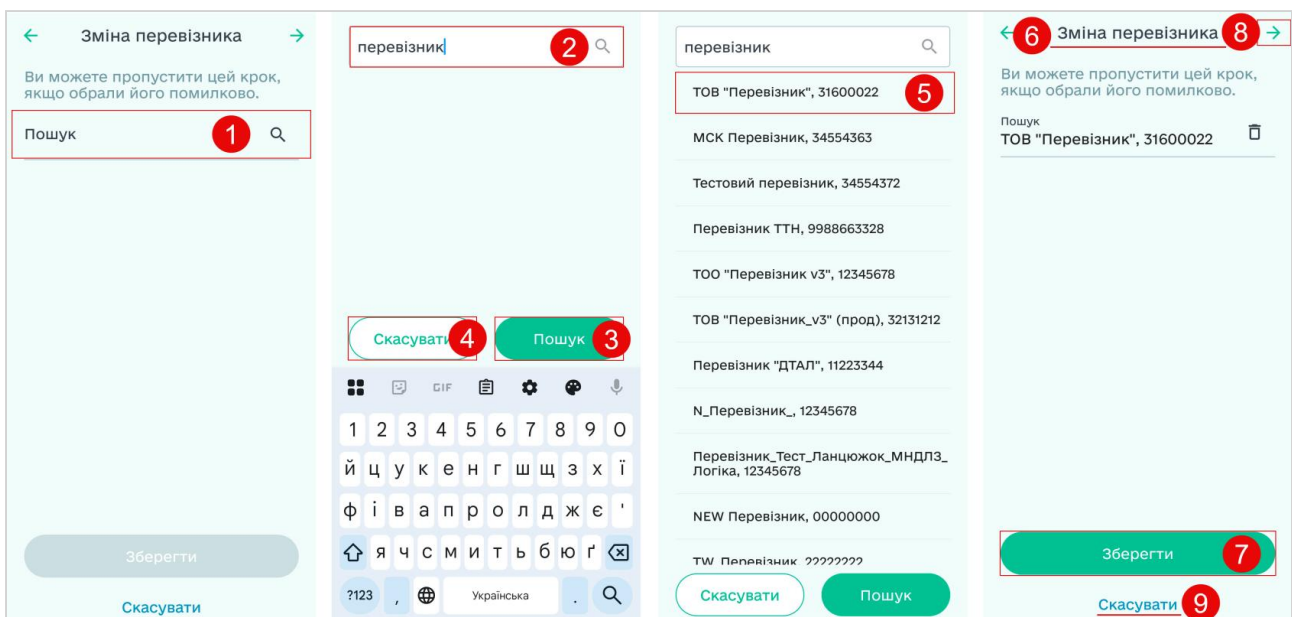 ← Зміна перевізника →
Ви можете пропустити цей крок,
якщо обрали його помилково.
Пошук 1
Зберегти
Скасувати
перевізник 2
Скасувати 4 Пошук 3
GIF
1 2 3 4 5 6 7 8 9 0
й ц у к е н г ш щ з х ї
ф і в а п р о л д ж є '
я ч с м и т ь б ю ґ
?123 , Українська .
перевізник
ТОВ "Перевізник", 31600022 5
МСК Перевізник, 34554363
Тестовий перевізник, 34554372
Перевізник ТТН, 9988663328
ТОО "Перевізник v3", 12345678
ТОВ "Перевізник_v3" (прод), 32131212
Перевізник "ДТАЛ", 11223344
N_Перевізник_, 12345678
Перевізник_Тест_Ланцюжок_МНДЛЗ_
Логіка, 12345678
NEW Перевізник, 00000000
TW Перевізник 22222222
Скасувати Пошук
← 6 Зміна перевізника 8 →
Ви можете пропустити цей крок,
якщо обрали його помилково.
Пошук
ТОВ "Перевізник", 31600022
Зберегти 7
Скасувати 9